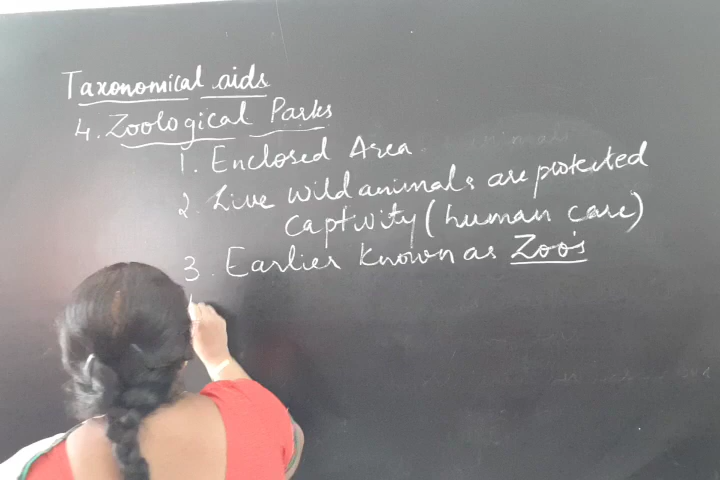 Taxonomical aids
4. Zoological Parks
1. Enclosed Area
2. Live wild animals are protected
captivity (human care)
3. Earlier known as Zoo's